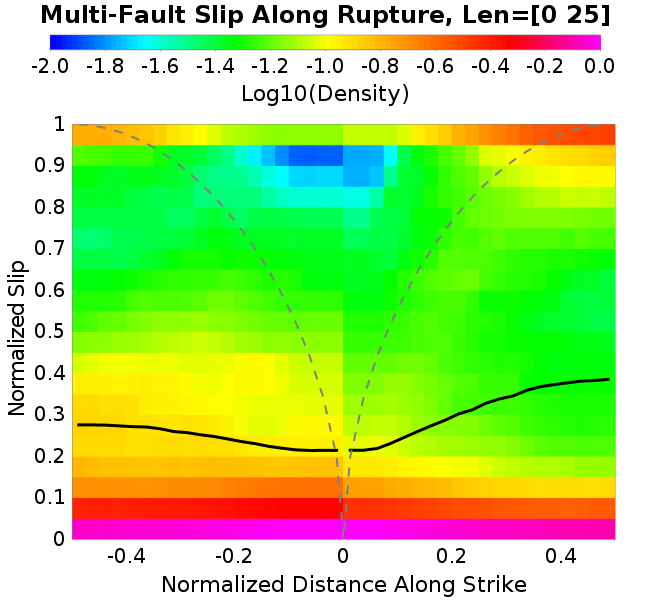 Multi-Fault Slip Along Rupture, Len=[0 25]
-2.0 -1.8 -1.6 -1.4 -1.2 -1.0 -0.8 -0.6 -0.4 -0.2 0.0
Log10(Density)
1
0.9
0.8
0.7
0.6
0.5
0.4
0.3
0.2
0.1
0
Normalized Slip
-0.4 -0.2 0 0.2 0.4
Normalized Distance Along Strike